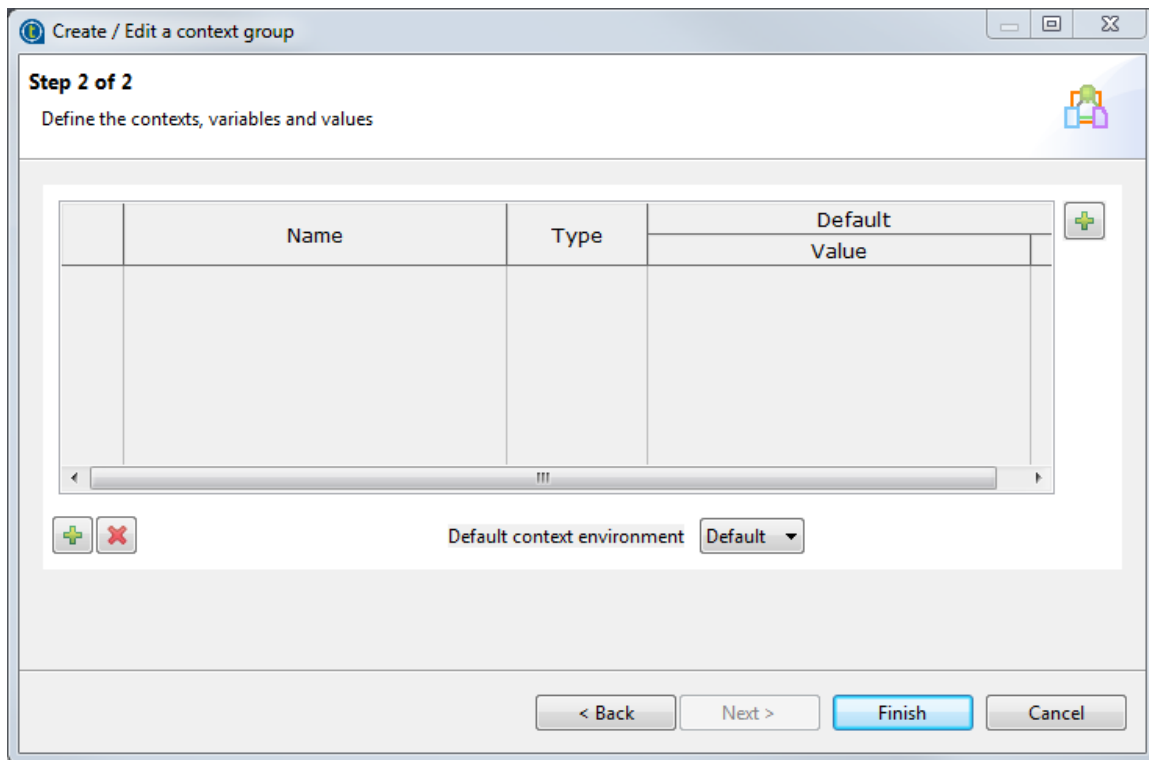 Create / Edit a context group
Step 2 of 2
Define the contexts, variables and values
Name
Type
Default
Value
Default context environment
Default
< Back
Next >
Finish
Cancel